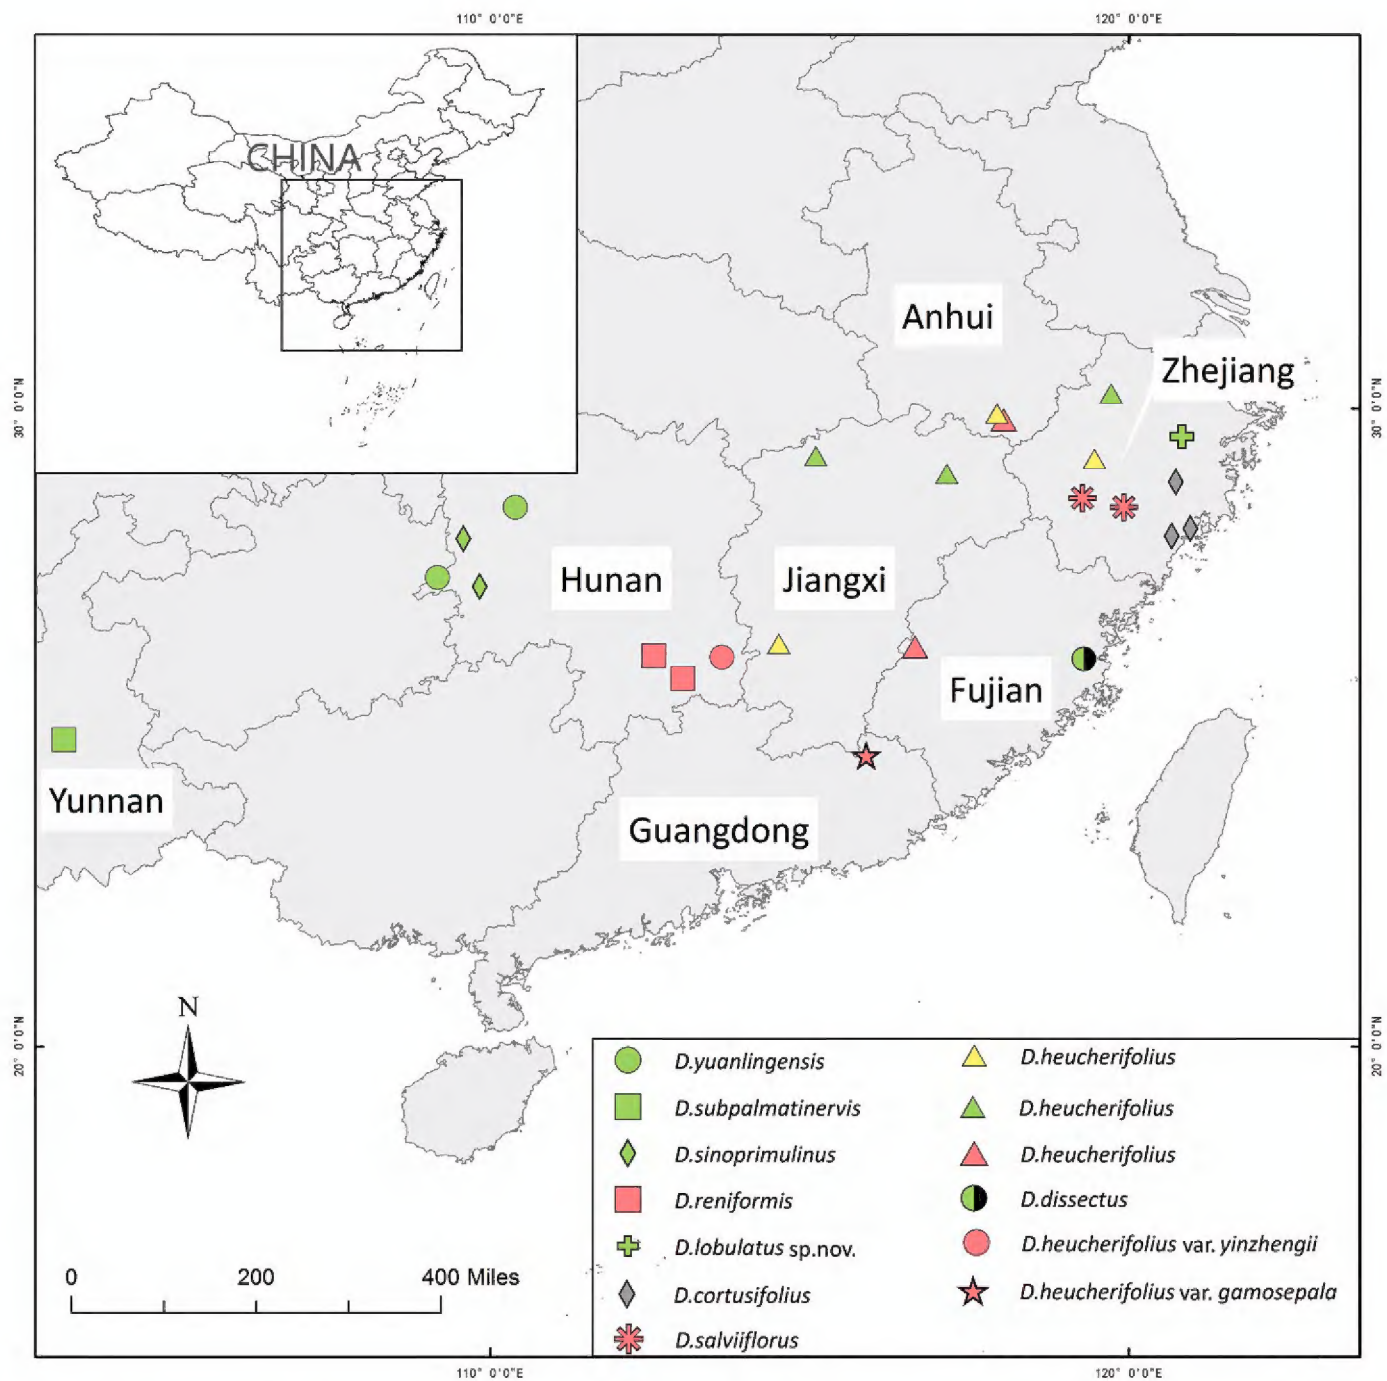 110° 0'0"E
120° 0'0"E
CHINA
Anhui
Zhejiang
30° 0'0"N
30° 0'0"N
Hunan
Jiangxi
Fujian
Yunnan
Guangdong
N
20° 0'0"N
20° 0'0"N
0 200 400 Miles
D.yuanlingensis
D.subpalmatinervis
D.sinoprimulinus
D.reniformis
D.lobulatus sp.nov.
D.cortusifolius
D.salviiflorus
D.heucherifolius
D.heucherifolius
D.heucherifolius
D.dissectus
D.heucherifolius var. yinzhengii
D.heucherifolius var. gamosepala
110° 0'0"E
120° 0'0"E